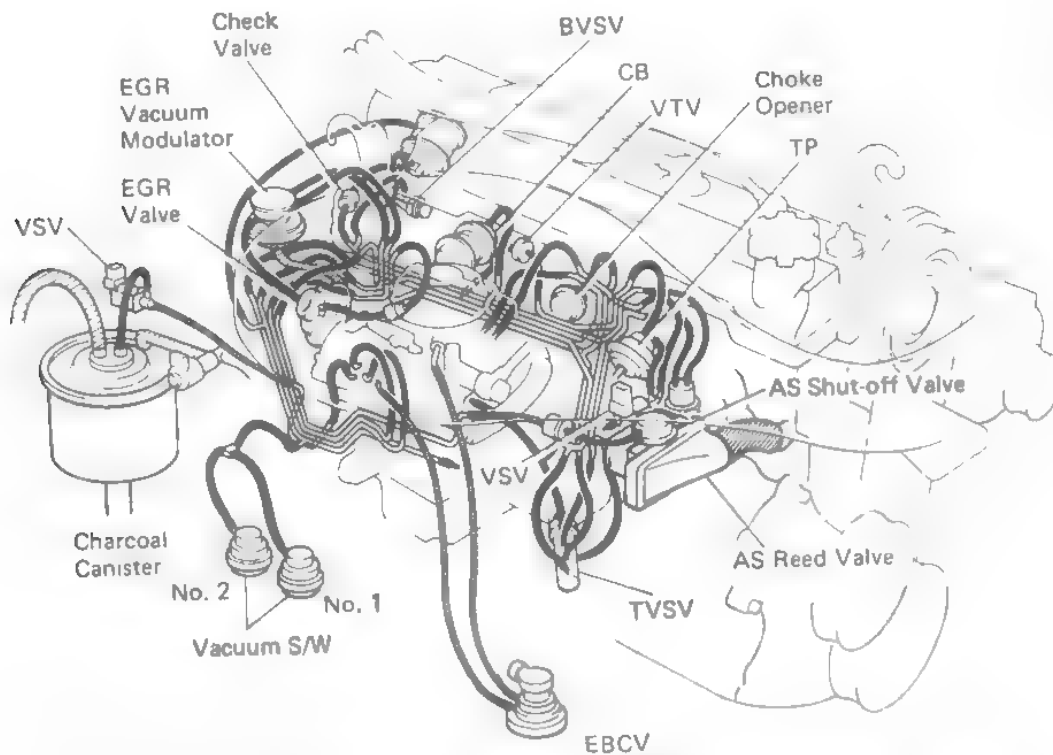 Check
Valve
BVSV
CB
Choke
Opener
EGR
Vacuum
Modulator
VTV
TP
EGR
Valve
VSV
AS Shut-off Valve
VSV
Charcoal
Canister
No. 2
No. 1
Vacuum S/W
AS Reed Valve
TVSV
EBCV